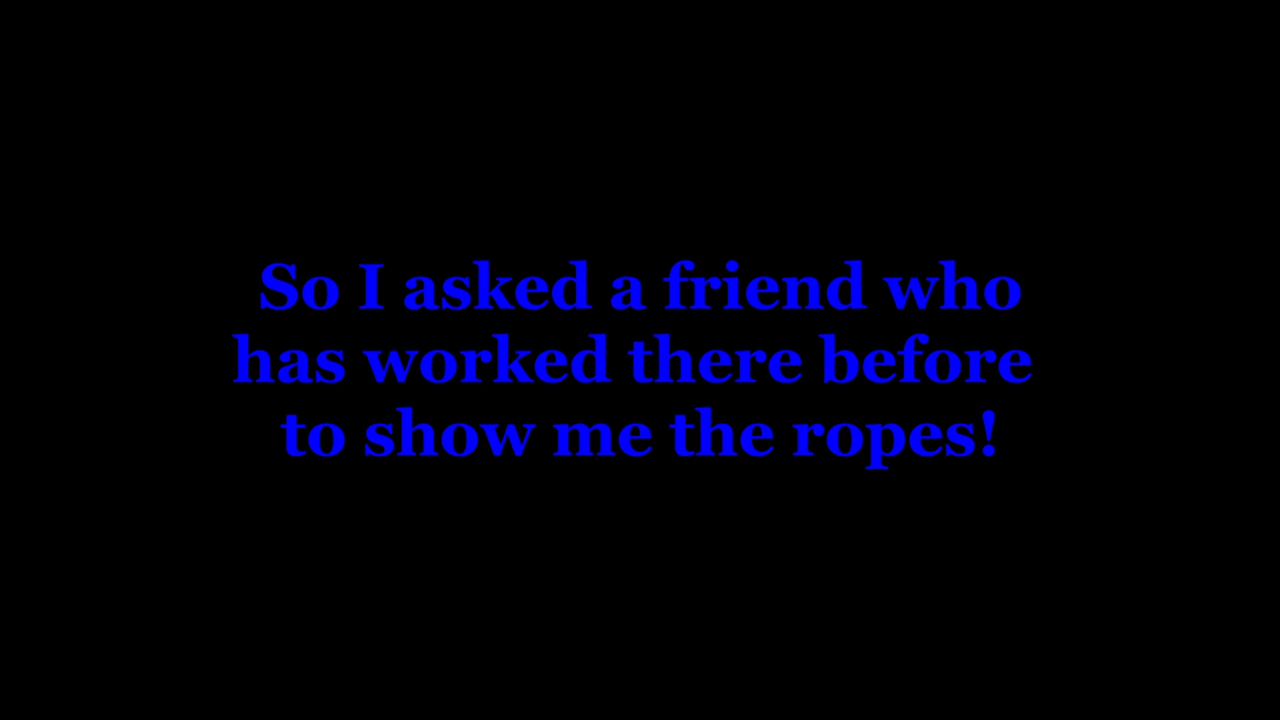 So I asked a friend who
has worked there before
to show me the ropes!